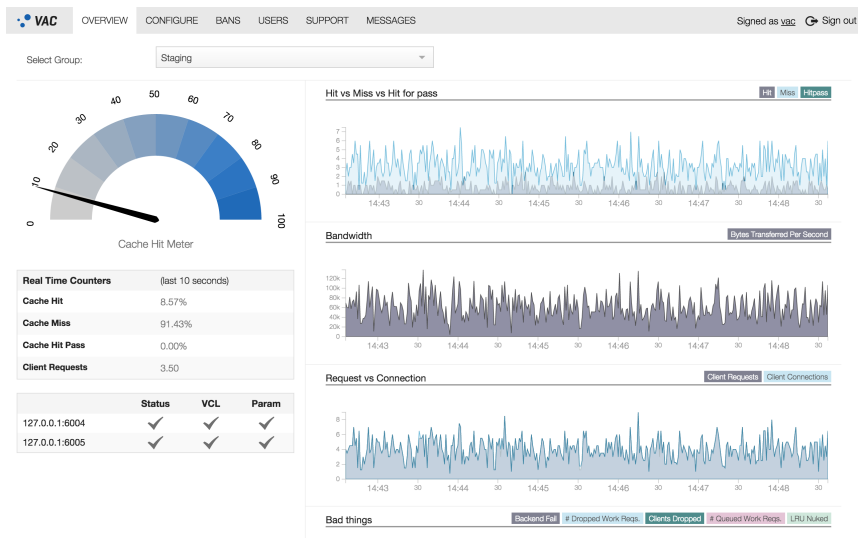 VAC OVERVIEW CONFIGURE BANS USERS SUPPORT MESSAGES Signed as vac Sign out
Select Group: Staging
0 10 20 30 40 50 60 70 80 90 100
Cache Hit Meter
Real Time Counters (last 10 seconds)
Cache Hit 8.57%
Cache Miss 91.43%
Cache Hit Pass 0.00%
Client Requests 3.50
Status VCL Param
127.0.0.1:6004
127.0.0.1:6005
Hit vs Miss vs Hit for pass Hit Miss Hitpass
7
6
5
4
3
2
1
0
14:43 30 14:44 30 14:45 30 14:46 30 14:47 30 14:48 30
Bandwidth Bytes Transferred Per Second
120k
100k
80k
60k
40k
20k
0
14:43 30 14:44 30 14:45 30 14:46 30 14:47 30 14:48 30
Request vs Connection Client Requests Client Connections
8
6
4
2
0
14:43 30 14:44 30 14:45 30 14:46 30 14:47 30 14:48 30
Bad things Backend Fail # Dropped Work Reqs. Clients Dropped # Queued Work Reqs. LRU Nuked